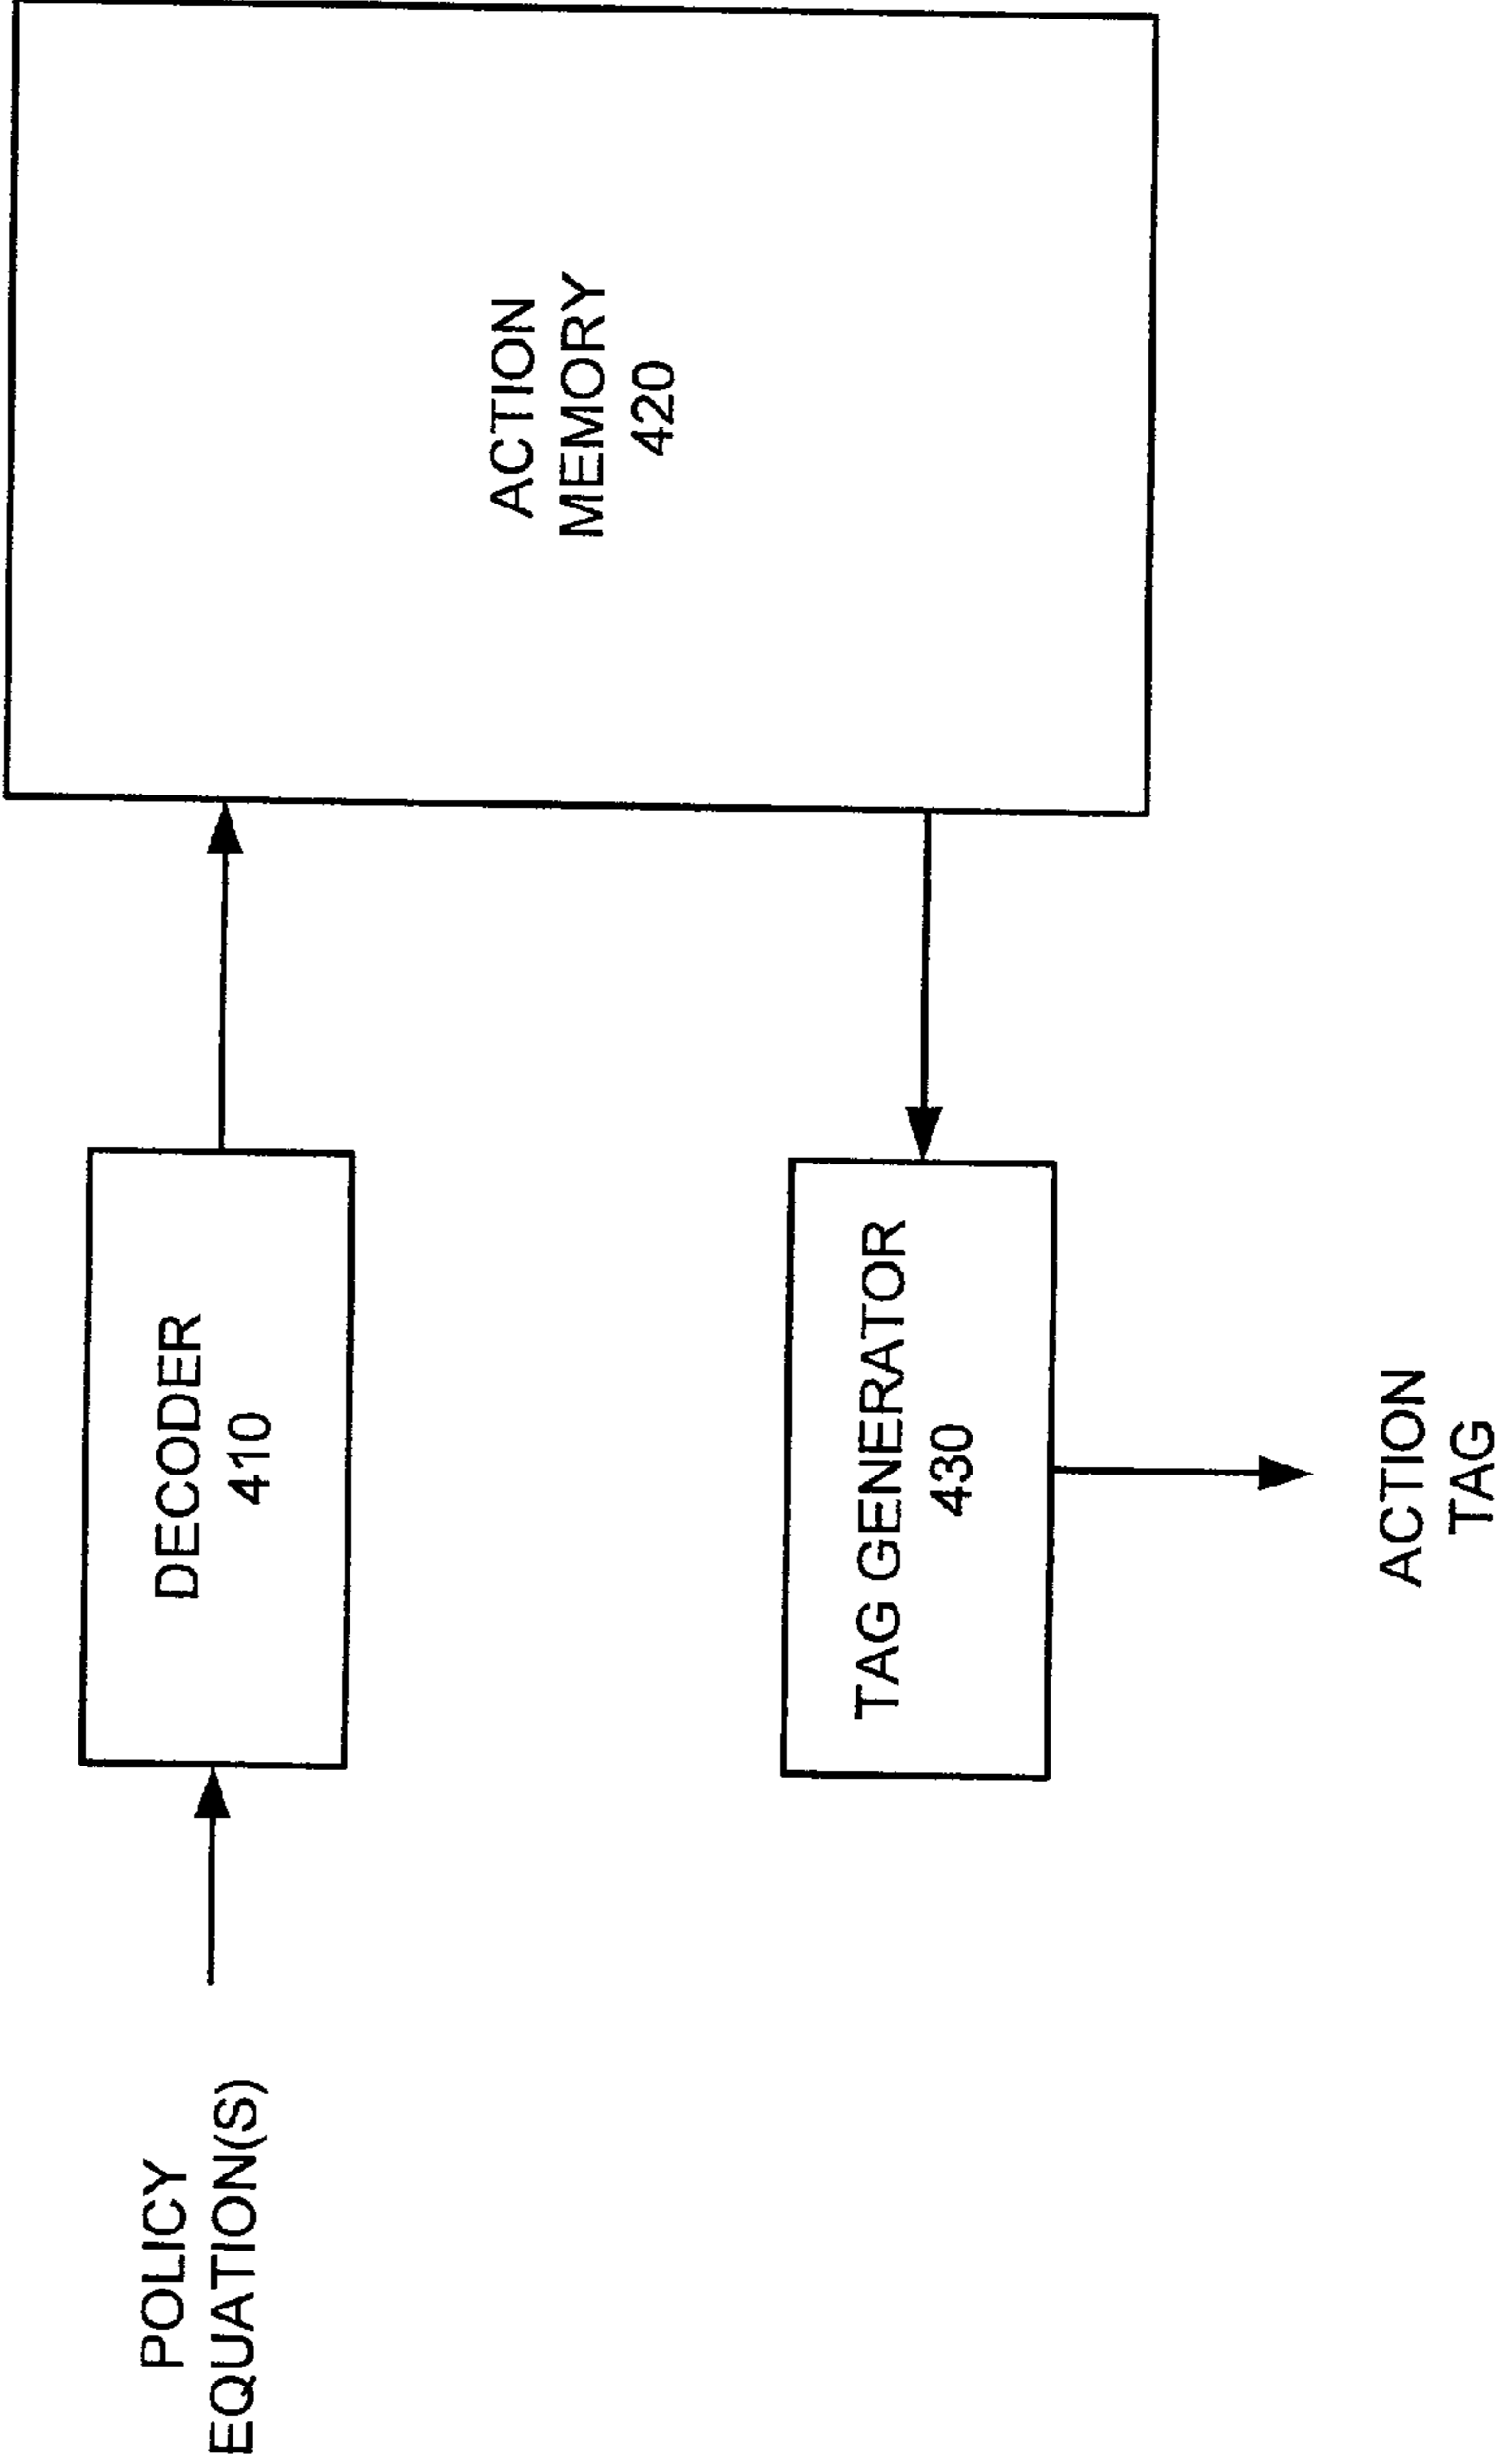 POLICY
EQUATION(S)
DECODER
410
ACTION
MEMORY
420
TAG GENERATOR
430
ACTION
TAG